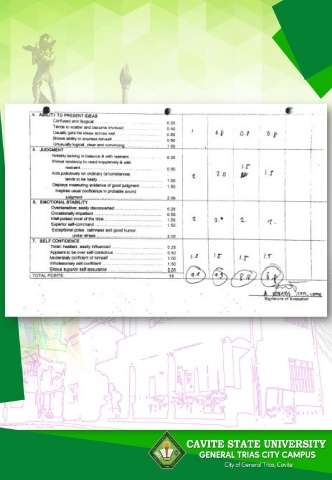 4. ABILITY TO PRESENT IDEAS
Confused and illogical 0.20
Tends to scatter and become involved 0.40
Usually gets the ideas across well 0.60
Shows ability to express himself 0.80
Unusually logical, clear and convincing 1.00
1 0.8 0.8 0.8
5. JUDGMENT
Notably lacking in balance & with restraint 0.25
Shows tendency to react impulsively & with
restraint 0.50
Acts judiciously on ordinary circumstances
tends to be hasty 1.00
Displays reassuring evidence of good judgment 1.50
Inspires usual confidence in probable sound
judgment 2.00
2 2.0 1.5 1.5
6. EMOTIONAL STABILITY
Oversensitive, easily disconcerted 0.25
Occasionally impatient 0.50
Well-poised most of the time 1.00
Superior self-command 1.50
Exceptional poise, calmness and good humor
under stress 2.00
2 2. 2 2.
7. SELF CONFIDENCE
Timid, hesitant, easily influenced 0.25
Appears to be over self-conscious 0.50
Moderately confident of himself 1.00
Wholesomely self-confident 1.50
Shows superior self-assurance
1.5 1.5 1.5 1.5
TOTAL POINTS 10
8.8 8.8
Signature of Evaluator
CAVITE STATE UNIVERSITY
GENERAL TRIAS CITY CAMPUS
City of General Trias, Cavite